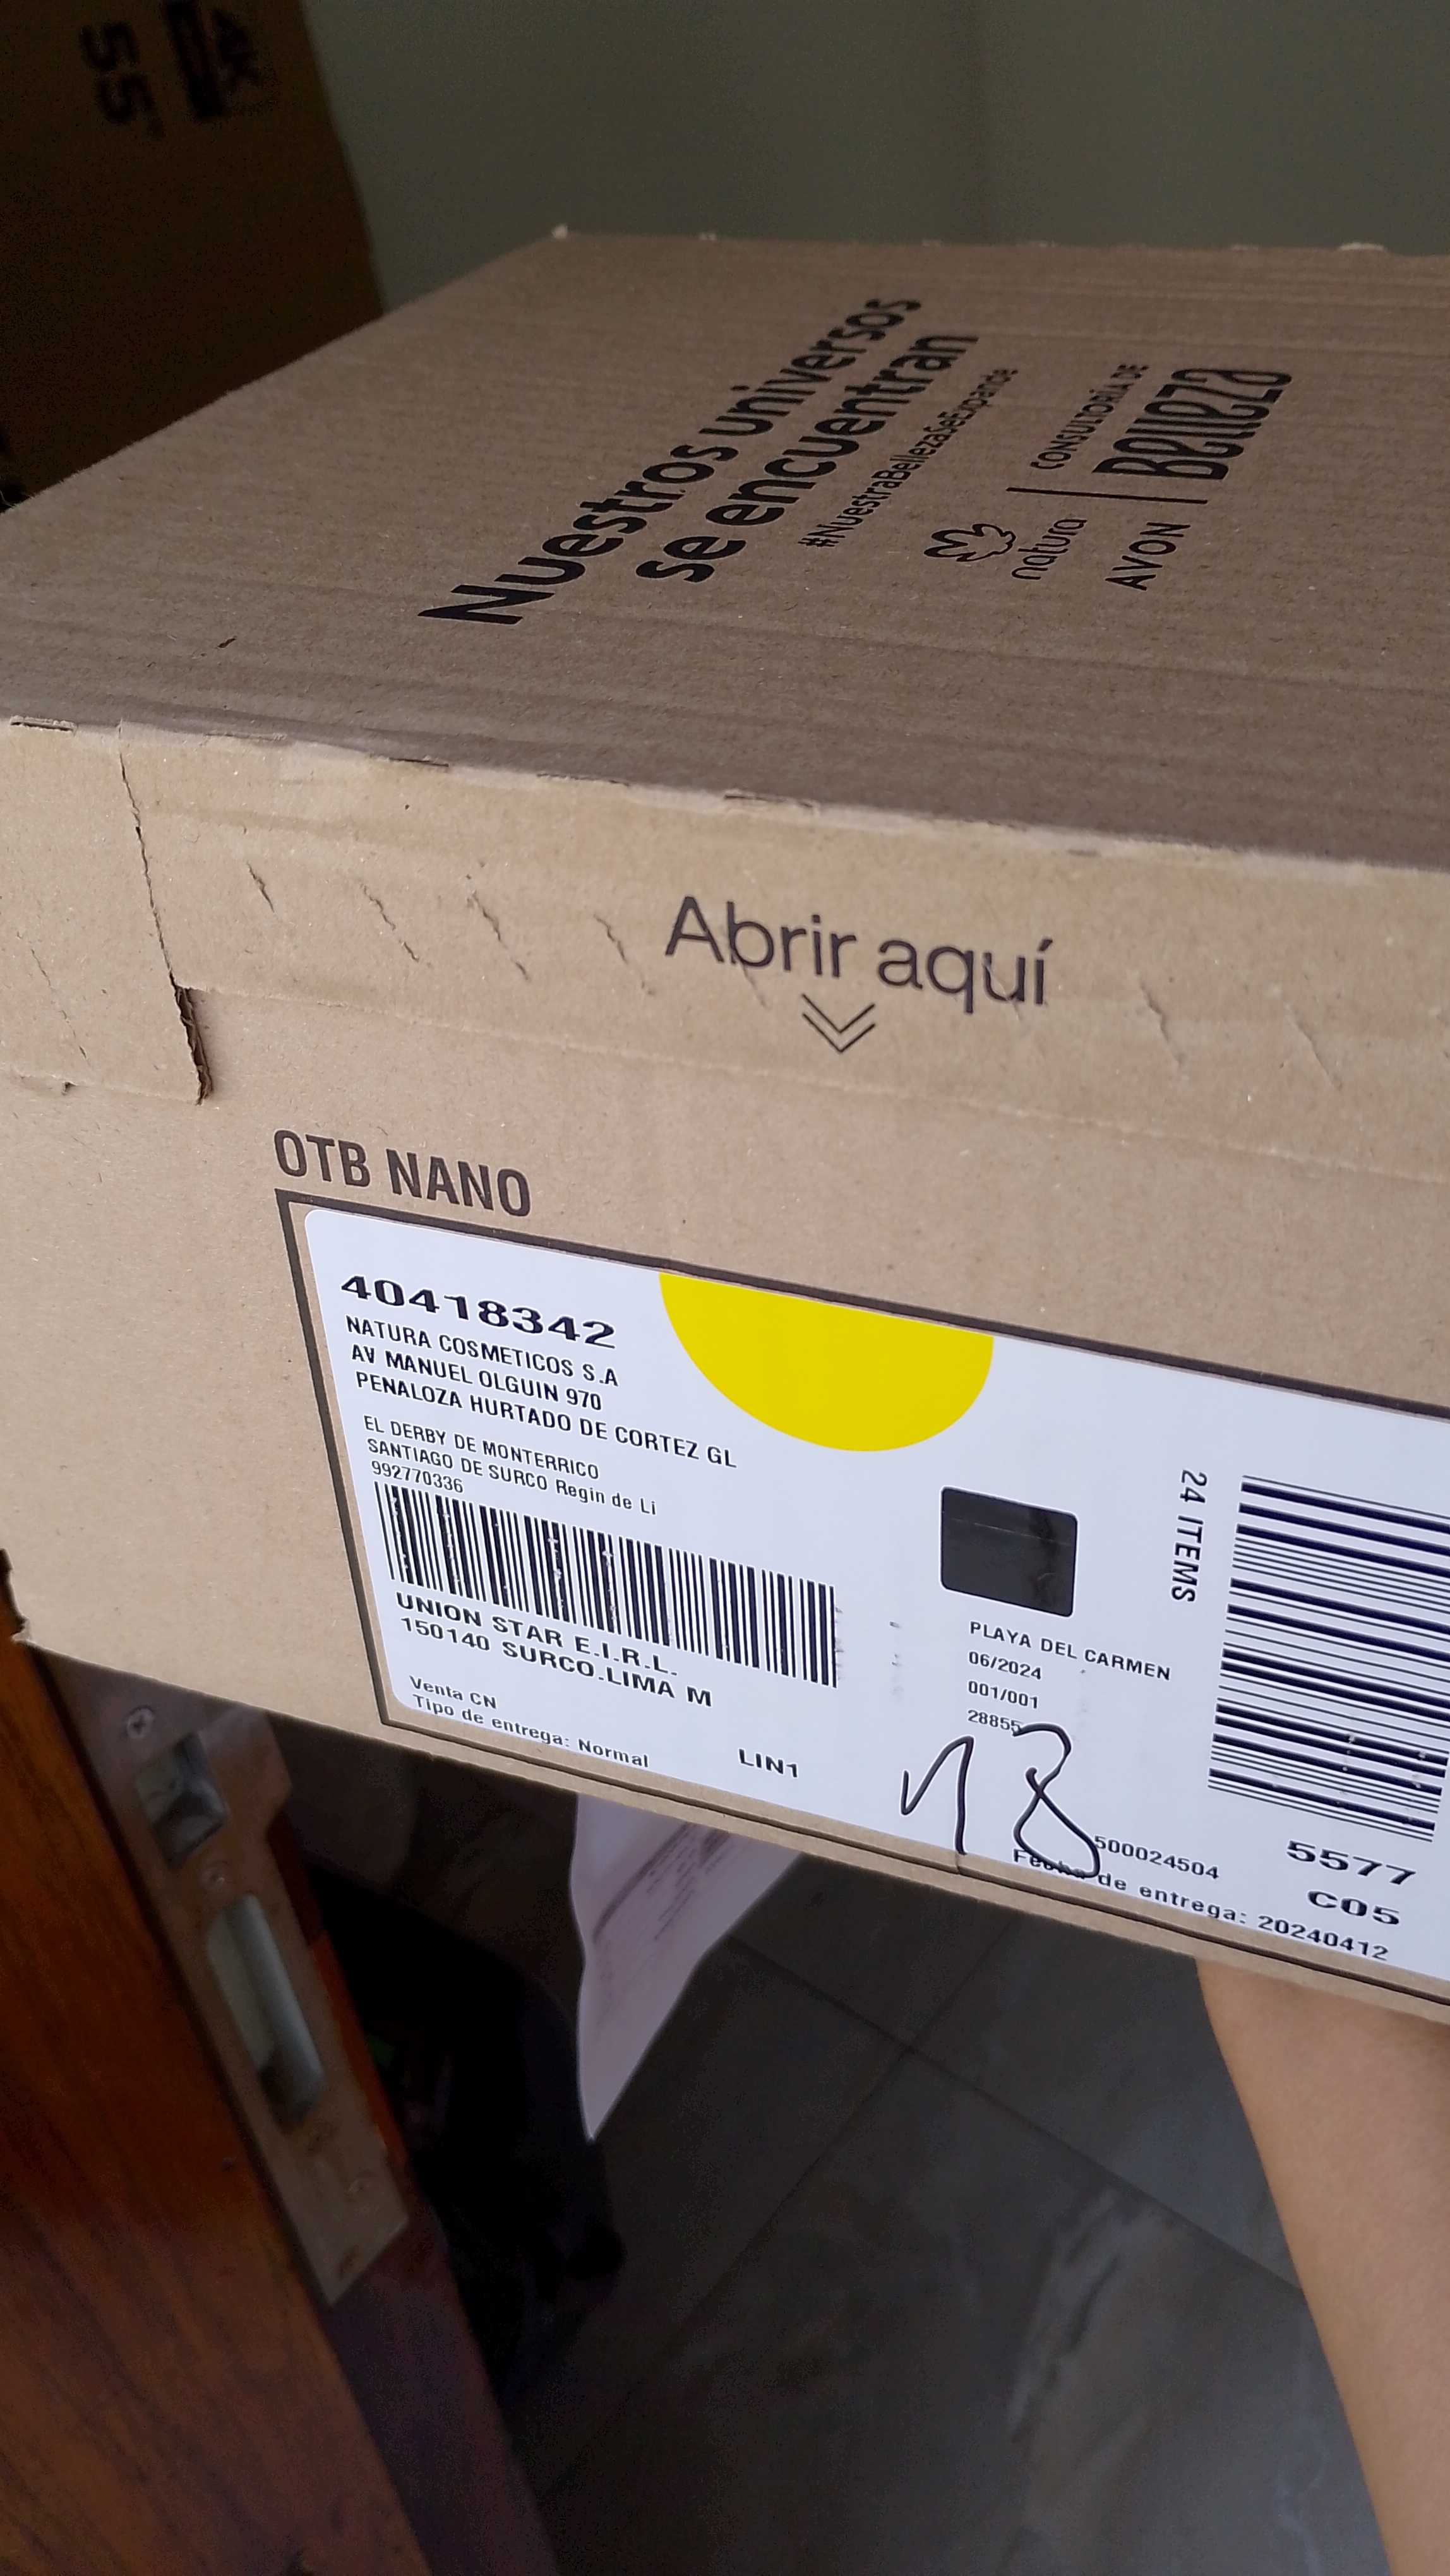 4K
55"
Nuestros universos
se encuentran
#NuestraBellezaSeExpande
natura
AVON
CONSULTORÍA DE
Belleza
Abrir aquí
OTB NANO
40418342
NATURA COSMETICOS S.A
AV MANUEL OLGUIN 970
PENALOZA HURTADO DE CORTEZ GL
EL DERBY DE MONTERRICO
SANTIAGO DE SURCO Regin de Li
992770336
UNION STAR E.I.R.L.
150140 SURCO-LIMA M
Venta CN
Tipo de entrega: Normal
LIN1
PLAYA DEL CARMEN
06/2024
001/001
28855
18
500024504
Fecha de entrega: 20240412
24 ITEMS
5577
C05